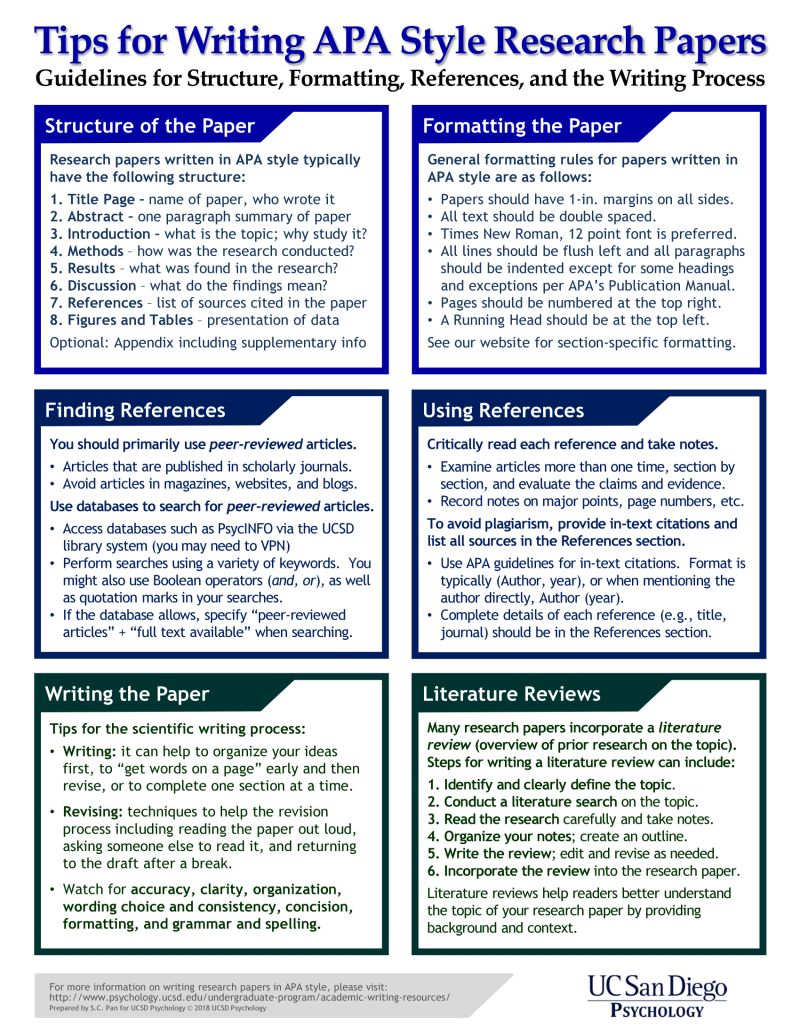 Tips for Writing APA Style Research Papers
Guidelines for Structure, Formatting, References, and the Writing Process
Structure of the Paper
Research papers written in APA style typically
have the following structure:
1. Title Page – name of paper, who wrote it
2. Abstract – one paragraph summary of paper
3. Introduction – what is the topic; why study it?
4. Methods – how was the research conducted?
5. Results – what was found in the research?
6. Discussion – what do the findings mean?
7. References – list of sources cited in the paper
8. Figures and Tables – presentation of data
Optional: Appendix including supplementary info
Formatting the Paper
General formatting rules for papers written in
APA style are as follows:
• Papers should have 1-in. margins on all sides.
• All text should be double spaced.
• Times New Roman, 12 point font is preferred.
• All lines should be flush left and all paragraphs
should be indented except for some headings
and exceptions per APA's Publication Manual.
• Pages should be numbered at the top right.
• A Running Head should be at the top left.
See our website for section-specific formatting.
Finding References
You should primarily use peer-reviewed articles.
• Articles that are published in scholarly journals.
• Avoid articles in magazines, websites, and blogs.
Use databases to search for peer-reviewed articles.
• Access databases such as PsycINFO via the UCSD
library system (you may need to VPN)
• Perform searches using a variety of keywords. You
might also use Boolean operators (and, or), as well
as quotation marks in your searches.
• If the database allows, specify "peer-reviewed
articles" + "full text available" when searching.
Using References
Critically read each reference and take notes.
• Examine articles more than one time, section by
section, and evaluate the claims and evidence.
• Record notes on major points, page numbers, etc.
To avoid plagiarism, provide in-text citations and
list all sources in the References section.
• Use APA guidelines for in-text citations. Format is
typically (Author, year), or when mentioning the
author directly, Author (year).
• Complete details of each reference (e.g., title,
journal) should be in the References section.
Writing the Paper
Tips for the scientific writing process:
• Writing: it can help to organize your ideas
first, to "get words on a page" early and then
revise, or to complete one section at a time.
• Revising: techniques to help the revision
process including reading the paper out loud,
asking someone else to read it, and returning
to the draft after a break.
• Watch for accuracy, clarity, organization,
wording choice and consistency, concision,
formatting, and grammar and spelling.
Literature Reviews
Many research papers incorporate a literature
review (overview of prior research on the topic).
Steps for writing a literature review can include:
1. Identify and clearly define the topic.
2. Conduct a literature search on the topic.
3. Read the research carefully and take notes.
4. Organize your notes; create an outline.
5. Write the review; edit and revise as needed.
6. Incorporate the review into the research paper.
Literature reviews help readers better understand
the topic of your research paper by providing
background and context.
For more information on writing research papers in APA style, please visit:
http://www.psychology.ucsd.edu/undergraduate-program/academic-writing-resources/
Prepared by S.C. Pan for UCSD Psychology © 2018 UCSD Psychology
UC San Diego
PSYCHOLOGY